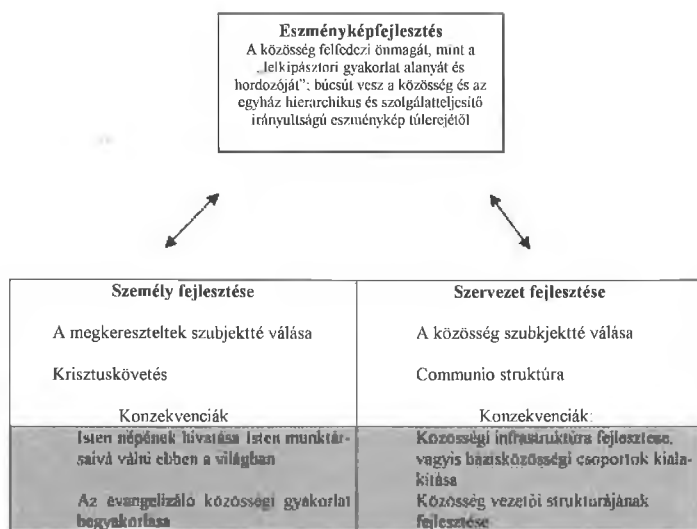 Eszményképfejlesztés
A közösség felfedezi önmagát, mint a
„lelkipásztori gyakorlat alanyát és
hordozóját"; búcsút vesz a közösség és az
egyház hierarchikus és szolgálatteljesítő
irányultságú eszménykép túlerejétől
Személy fejlesztése
A megkereszteltek szubjektté válása
Krisztuskövetés
Konzekvenciák
Isten népének hivatása Isten munktár-
saivá válni ebben a világban
Az evangelizáló közösségi gyakorlat
begyakorlása
Szervezet fejlesztése
A közösség szubkjektté válása
Communio struktúra
Konzekvenciák:
Közösségi infrastruktúra fejlesztése,
vagyis bázisközösségi csoportok kiala-
kítása
Közösség vezetői struktúrájának
fejlesztése